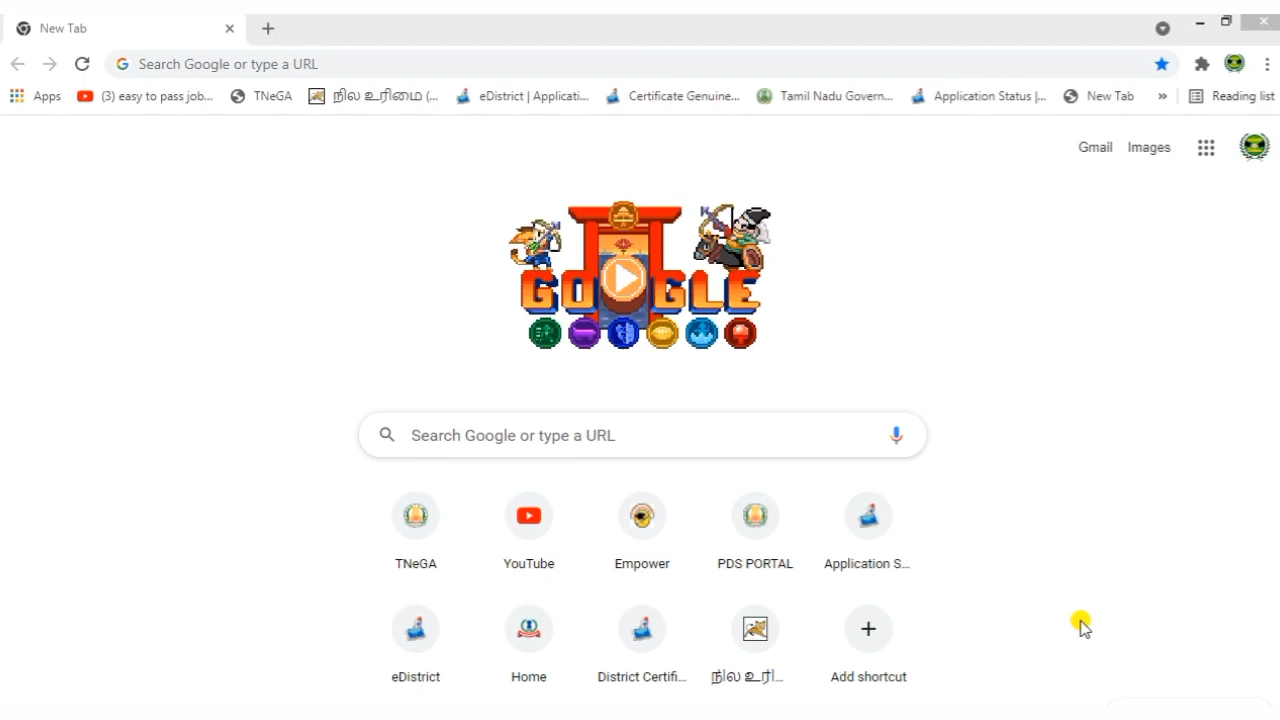 New Tab
Search Google or type a URL
Apps (3) easy to pass job... TNeGA நில உரிமை (... eDistrict | Applicati... Certificate Genuine... Tamil Nadu Govern... Application Status |... New Tab » Reading list
Gmail Images
GOOGLE
Search Google or type a URL
TNeGA YouTube Empower PDS PORTAL Application S...
eDistrict Home District Certifi... நில உரி... Add shortcut